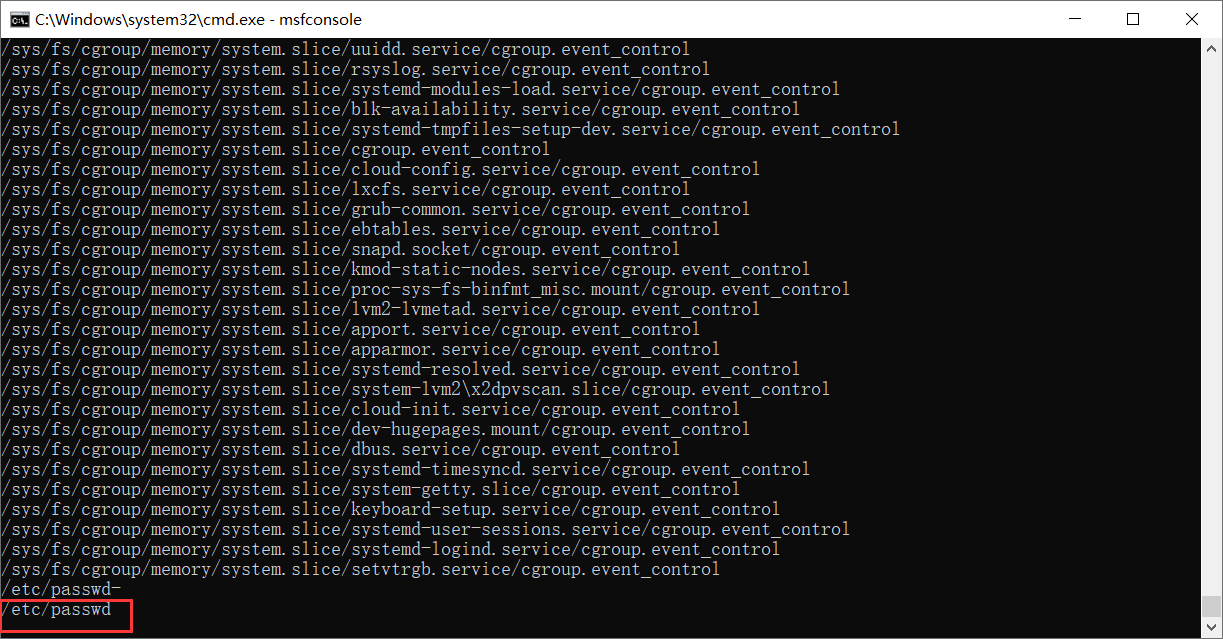 C:\Windows\system32\cmd.exe - msfconsole
/sys/fs/cgroup/memory/system.slice/uuidd.service/cgroup.event_control
/sys/fs/cgroup/memory/system.slice/rsyslog.service/cgroup.event_control
/sys/fs/cgroup/memory/system.slice/systemd-modules-load.service/cgroup.event_control
/sys/fs/cgroup/memory/system.slice/blk-availability.service/cgroup.event_control
/sys/fs/cgroup/memory/system.slice/systemd-tmpfiles-setup-dev.service/cgroup.event_control
/sys/fs/cgroup/memory/system.slice/cgroup.event_control
/sys/fs/cgroup/memory/system.slice/cloud-config.service/cgroup.event_control
/sys/fs/cgroup/memory/system.slice/lxcfs.service/cgroup.event_control
/sys/fs/cgroup/memory/system.slice/grub-common.service/cgroup.event_control
/sys/fs/cgroup/memory/system.slice/ebtables.service/cgroup.event_control
/sys/fs/cgroup/memory/system.slice/snapd.socket/cgroup.event_control
/sys/fs/cgroup/memory/system.slice/kmod-static-nodes.service/cgroup.event_control
/sys/fs/cgroup/memory/system.slice/proc-sys-fs-binfmt_misc.mount/cgroup.event_control
/sys/fs/cgroup/memory/system.slice/lvm2-lvmetad.service/cgroup.event_control
/sys/fs/cgroup/memory/system.slice/apport.service/cgroup.event_control
/sys/fs/cgroup/memory/system.slice/apparmor.service/cgroup.event_control
/sys/fs/cgroup/memory/system.slice/systemd-resolved.service/cgroup.event_control
/sys/fs/cgroup/memory/system.slice/system-lvm2\x2dpvscan.slice/cgroup.event_control
/sys/fs/cgroup/memory/system.slice/cloud-init.service/cgroup.event_control
/sys/fs/cgroup/memory/system.slice/dev-hugepages.mount/cgroup.event_control
/sys/fs/cgroup/memory/system.slice/dbus.service/cgroup.event_control
/sys/fs/cgroup/memory/system.slice/systemd-timesyncd.service/cgroup.event_control
/sys/fs/cgroup/memory/system.slice/system-getty.slice/cgroup.event_control
/sys/fs/cgroup/memory/system.slice/keyboard-setup.service/cgroup.event_control
/sys/fs/cgroup/memory/system.slice/systemd-user-sessions.service/cgroup.event_control
/sys/fs/cgroup/memory/system.slice/systemd-logind.service/cgroup.event_control
/sys/fs/cgroup/memory/system.slice/setvtrgb.service/cgroup.event_control
/etc/passwd-
/etc/passwd